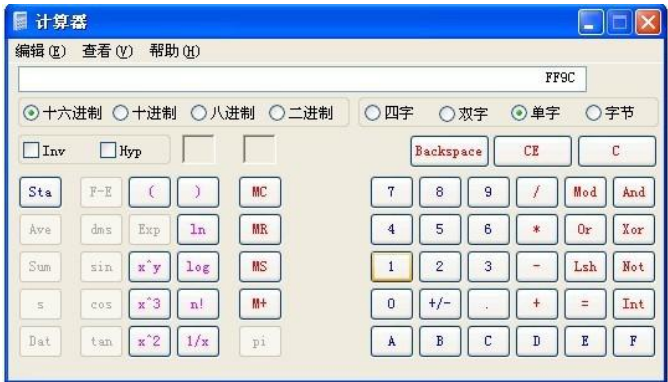 计算器
编辑(E) 查看(V) 帮助(H)
FF9C
十六进制 十进制 八进制 二进制 四字 双字 单字 字节
Inv Hyp Backspace CE C
Sta F-E ( ) MC 7 8 9 / Mod And
Ave dms Exp ln MR 4 5 6 * Or Xor
Sum sin x^y log MS 1 2 3 - Lsh Not
s cos x^3 n! M+ 0 +/- . + = Int
Dat tan x^2 1/x pi A B C D E F